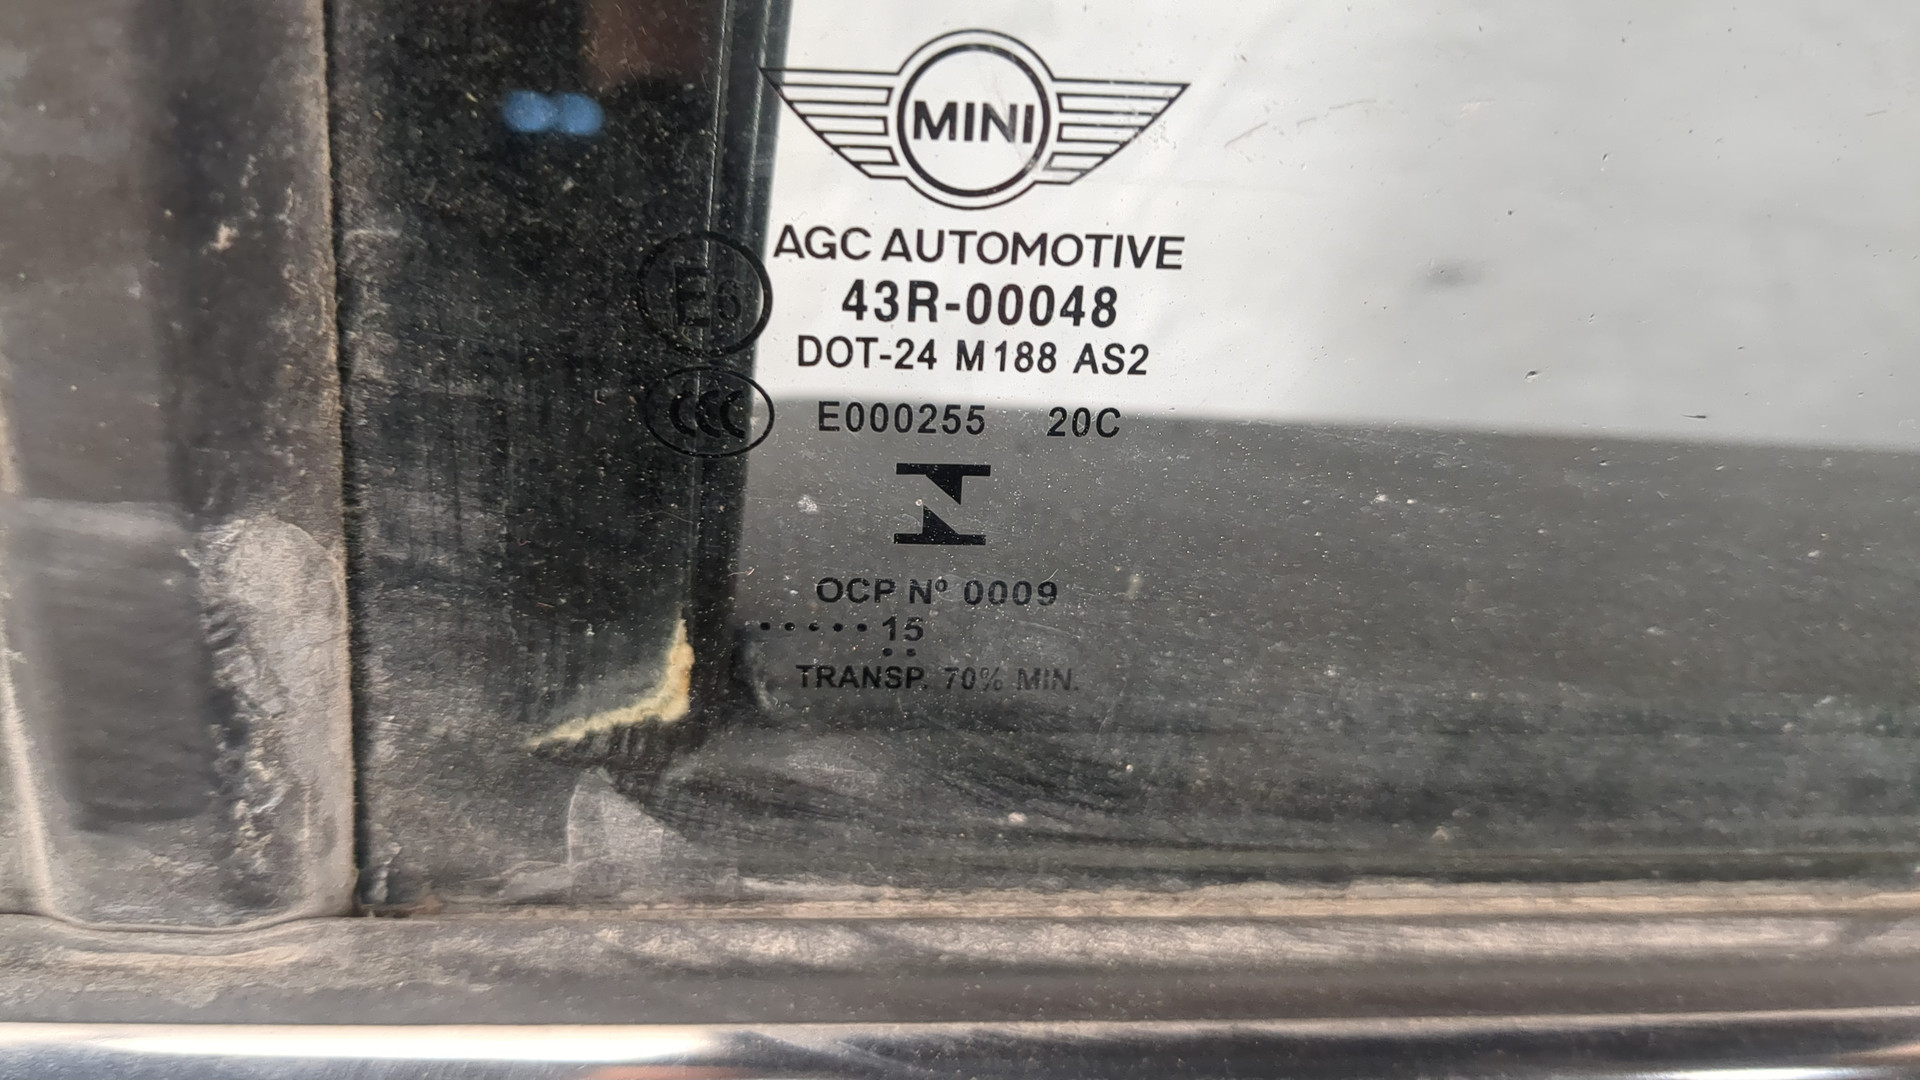 MINI
AGC AUTOMOTIVE
E6 43R-00048
DOT-24 M188 AS2
CCC E000255 20C
OCP Nº 0009
.....15
..
TRANSP. 70% MIN.